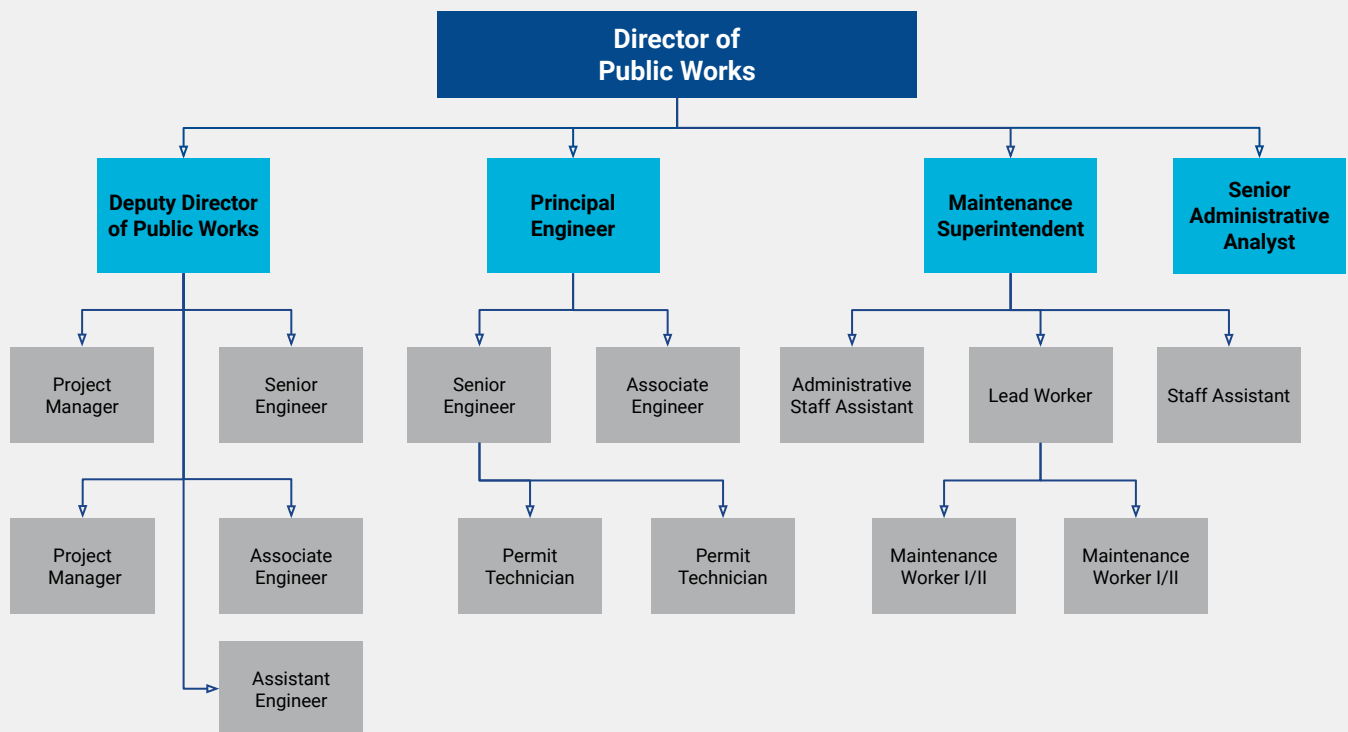 Director of
Public Works
Deputy Director
of Public Works
Principal
Engineer
Maintenance
Superintendent
Senior
Administrative
Analyst
Project
Manager
Senior
Engineer
Senior
Engineer
Associate
Engineer
Administrative
Staff Assistant
Lead Worker
Staff Assistant
Project
Manager
Associate
Engineer
Permit
Technician
Permit
Technician
Maintenance
Worker I/II
Maintenance
Worker I/II
Assistant
Engineer